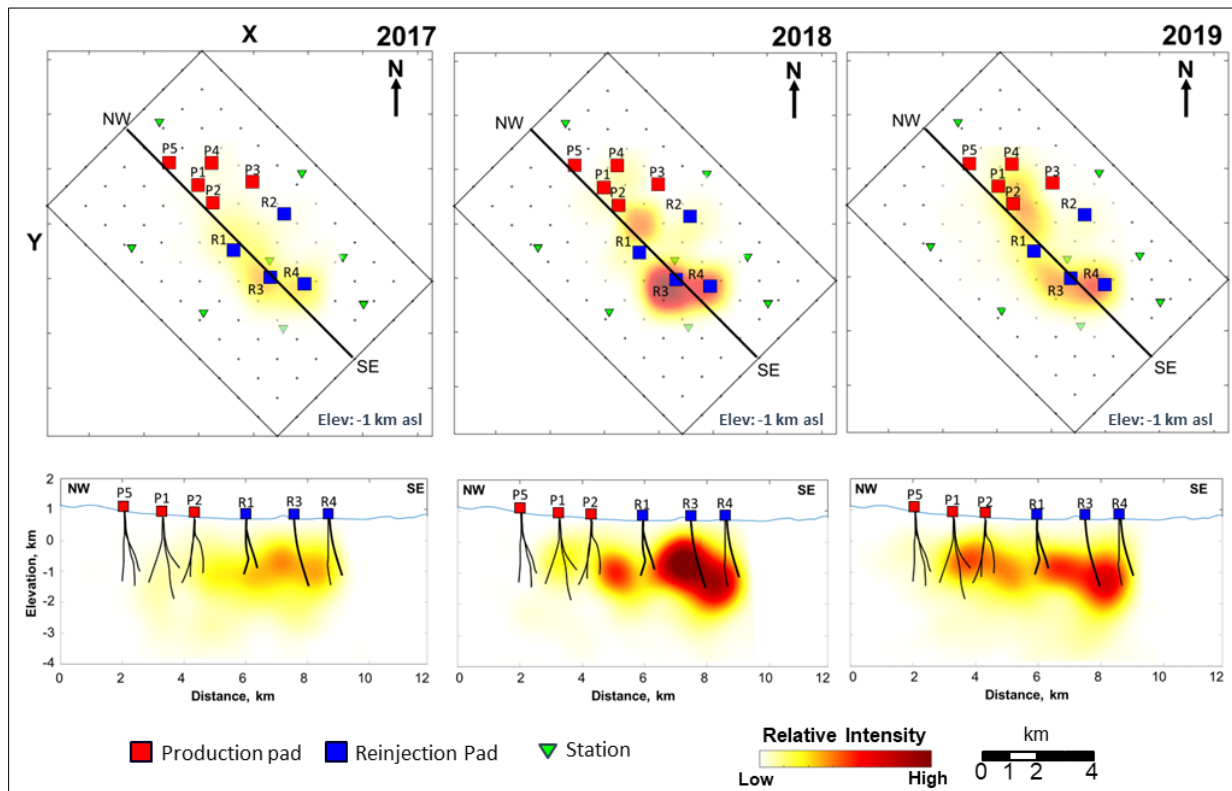 X 2017
N
NW
P5
P4
P1
P3
P2
R2
R1
R4
R3
Y
SE
Elev: -1 km asl
2018
N
NW
P5
P4
P1
P3
P2
R2
R1
R4
R3
SE
Elev: -1 km asl
2019
N
NW
P5
P4
P1
P3
P2
R2
R1
R4
R3
SE
Elev: -1 km asl
Elevation, km
2
1
0
-1
-2
-3
-4
NW P5 P1 P2 R1 R3 R4 SE
0 2 4 6 8 10 12
Distance, km
NW P5 P1 P2 R1 R3 R4 SE
0 2 4 6 8 10 12
Distance, km
NW P5 P1 P2 R1 R3 R4 SE
0 2 4 6 8 10 12
Distance, km
Production pad
Reinjection Pad
Station
Relative Intensity
Low High
km
0 1 2 4